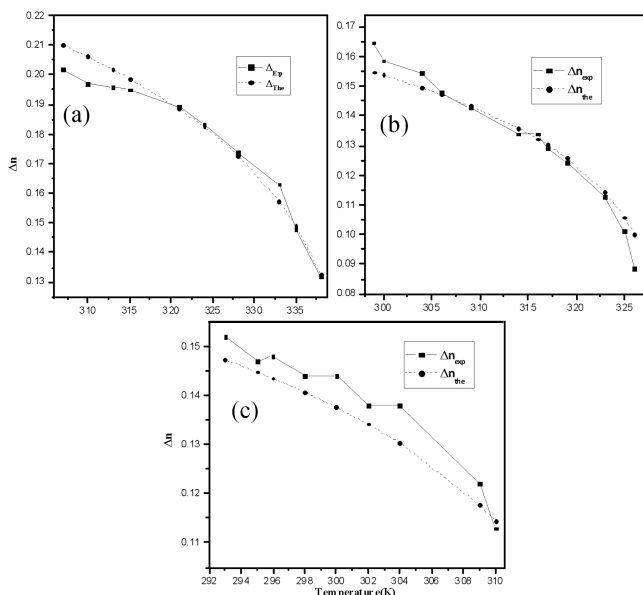 0.22
0.21
0.20
0.19
0.18
0.17
0.16
0.15
0.14
0.13
Δn
(a)
Δ_Exp
Δ_The
310 315 320 325 330 335
0.17
0.16
0.15
0.14
0.13
0.12
0.11
0.10
0.09
0.08
(b)
Δn_exp
Δn_the
300 305 310 315 320 325
0.15
0.14
0.13
0.12
0.11
Δn
(c)
Δn_exp
Δn_the
292 294 296 298 300 302 304 306 308 310
Temperature(K)